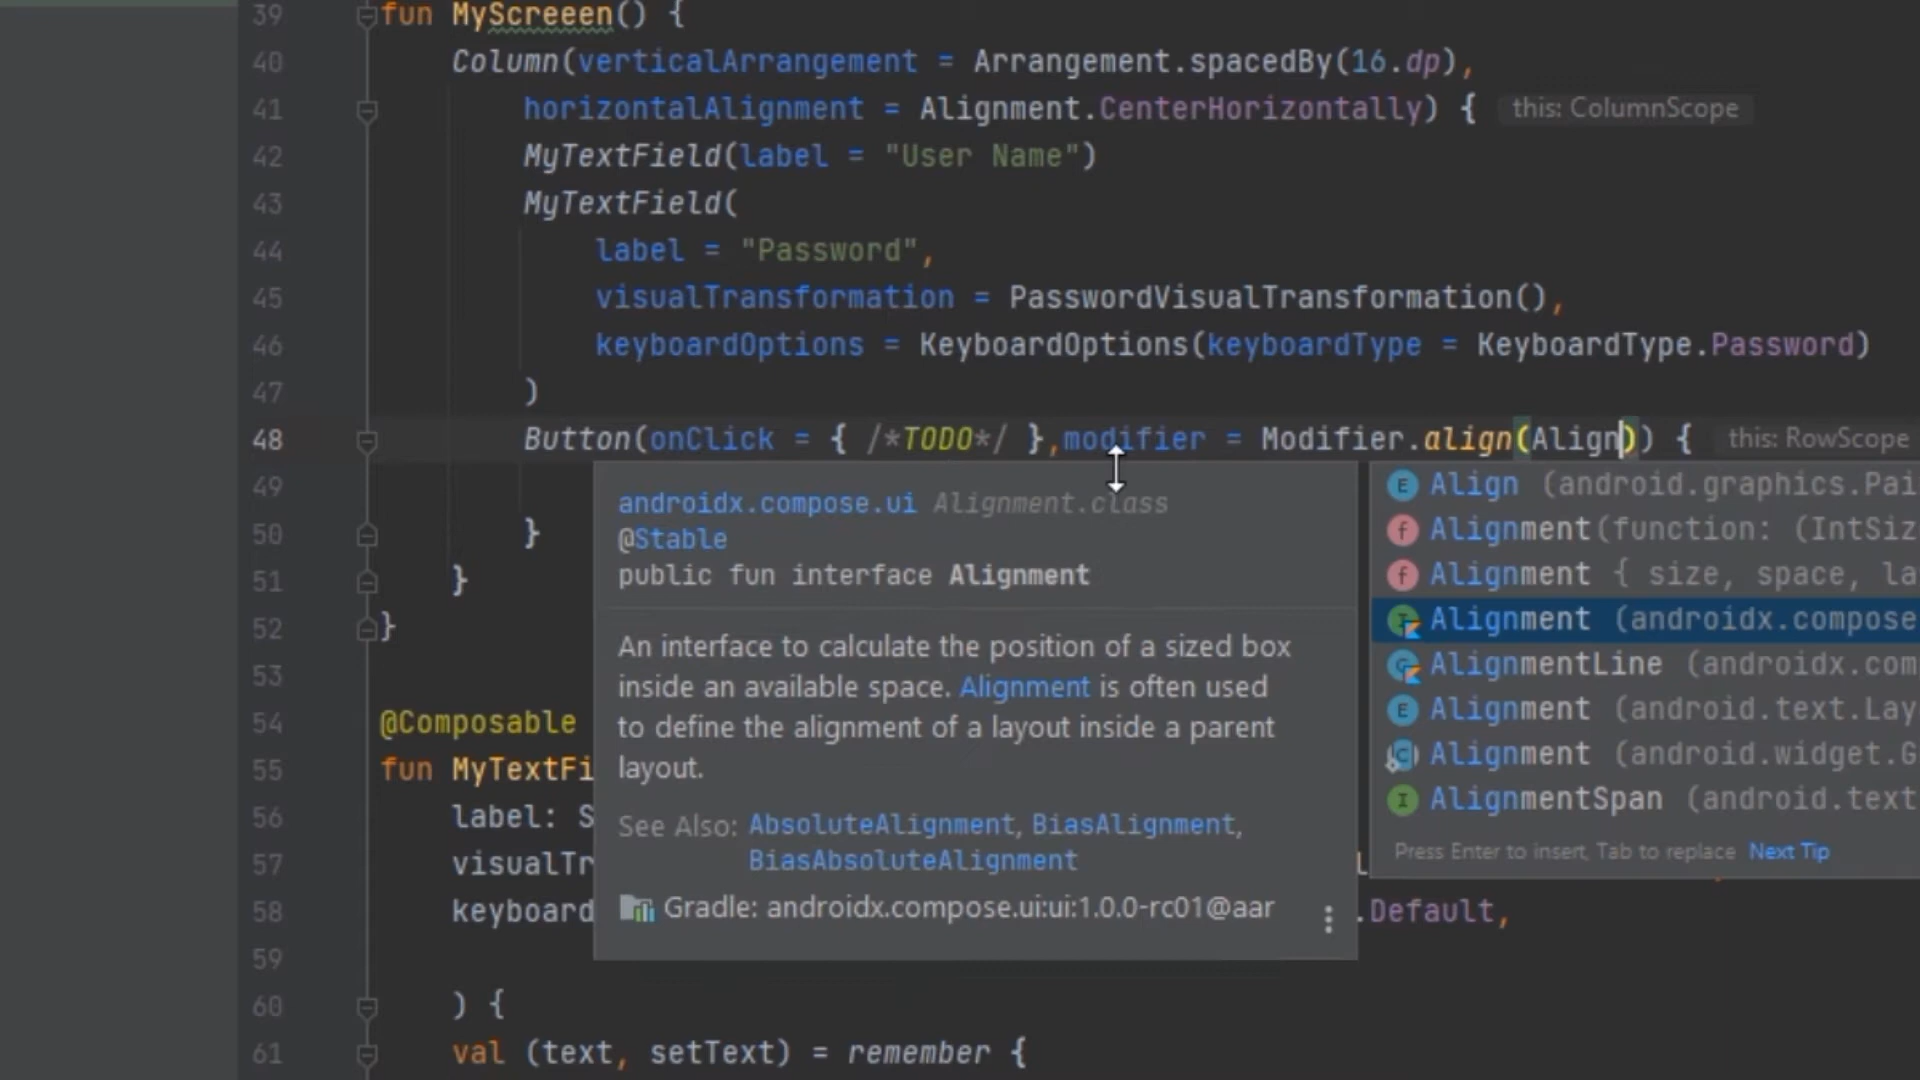 39 fun MyScreeen() {
40 Column(verticalArrangement = Arrangement.spacedBy(16.dp),
41 horizontalAlignment = Alignment.CenterHorizontally) { this: ColumnScope
42 MyTextField(label = "User Name")
43 MyTextField(
44 label = "Password",
45 visualTransformation = PasswordVisualTransformation(),
46 keyboardOptions = KeyboardOptions(keyboardType = KeyboardType.Password)
47 )
48 Button(onClick = { /*TODO*/ },modifier = Modifier.align(Align)) { this: RowScope
49
50 }
51 }
52 }
53
54 @Composable
55 fun MyTextFi
56 label: S
57 visualTr
58 keyboard .Default,
59
60 ) {
61 val (text, setText) = remember {
androidx.compose.ui Alignment.class
@Stable
public fun interface Alignment
An interface to calculate the position of a sized box
inside an available space. Alignment is often used
to define the alignment of a layout inside a parent
layout.
See Also: AbsoluteAlignment, BiasAlignment,
BiasAbsoluteAlignment
Gradle: androidx.compose.ui:ui:1.0.0-rc01@aar
Align (android.graphics.Pai
Alignment(function: (IntSiz
Alignment { size, space, la
Alignment (androidx.compose
AlignmentLine (androidx.com
Alignment (android.text.Lay
Alignment (android.widget.G
AlignmentSpan (android.text
Press Enter to insert, Tab to replace Next Tip